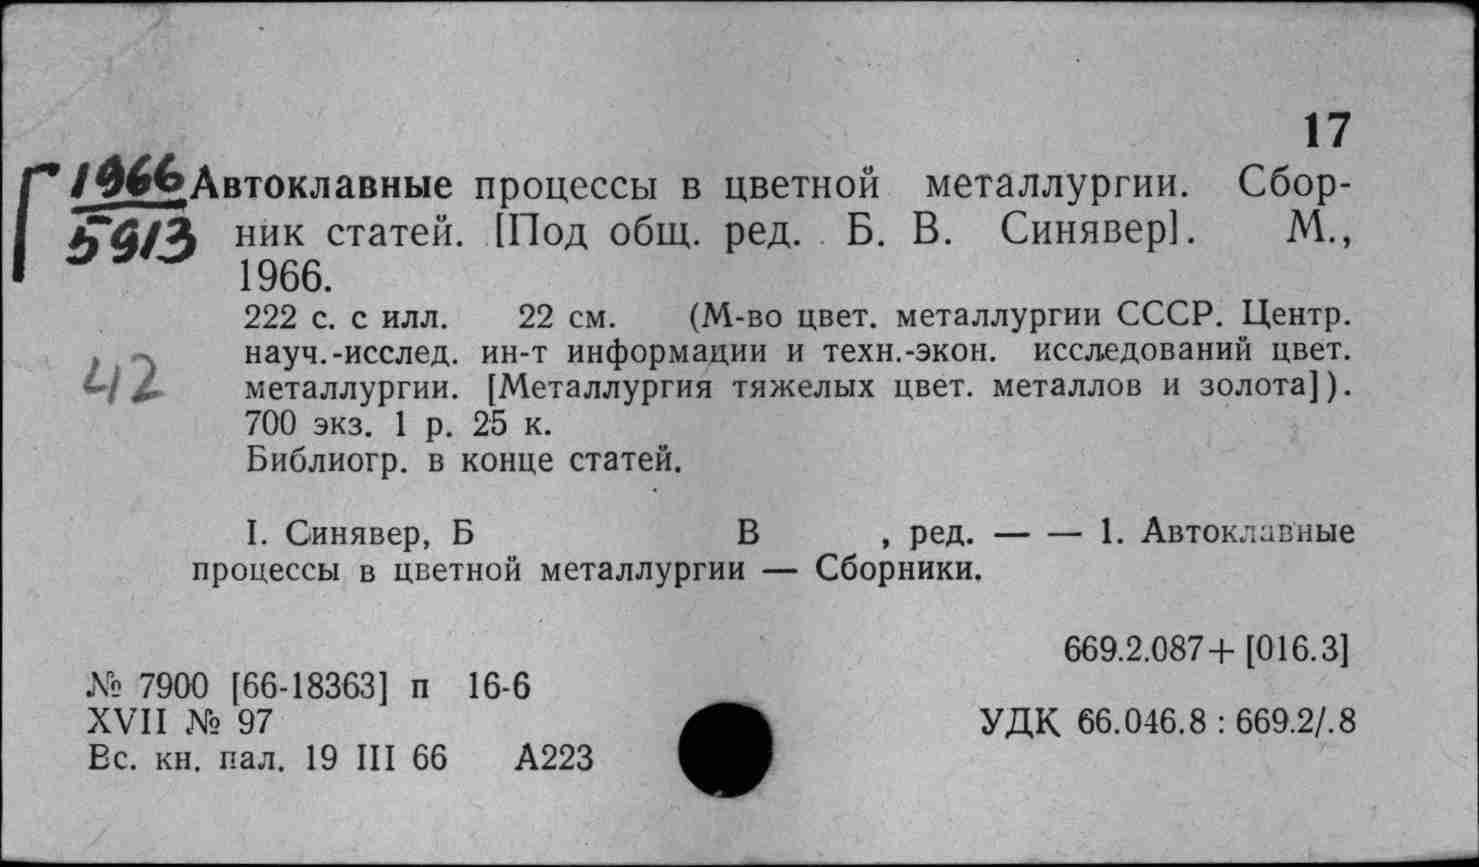 17
Г 1966 Автоклавные процессы в цветной металлургии. Сбор-
5913 ник статей. [Под общ. ред. Б. В. Синявер]. М.,
1966.
222 с. с илл. 22 см. (М-во цвет. металлургии СССР. Центр.
науч.-исслед. ин-т информации и техн.-экон. исследований цвет.
42 металлургии. [Металлургия тяжелых цвет. металлов и золота]).
700 экз. 1 р. 25 к.
Библиогр. в конце статей.
I. Синявер, Б В , ред. — — 1. Автоклавные
процессы в цветной металлургии — Сборники.
669.2.087+ [016.3]
№ 7900 [66-18363] п 16-6
XVII № 97
УДК 66.046.8 : 669.2/.8
Вс. кн. пал. 19 III 66 А223